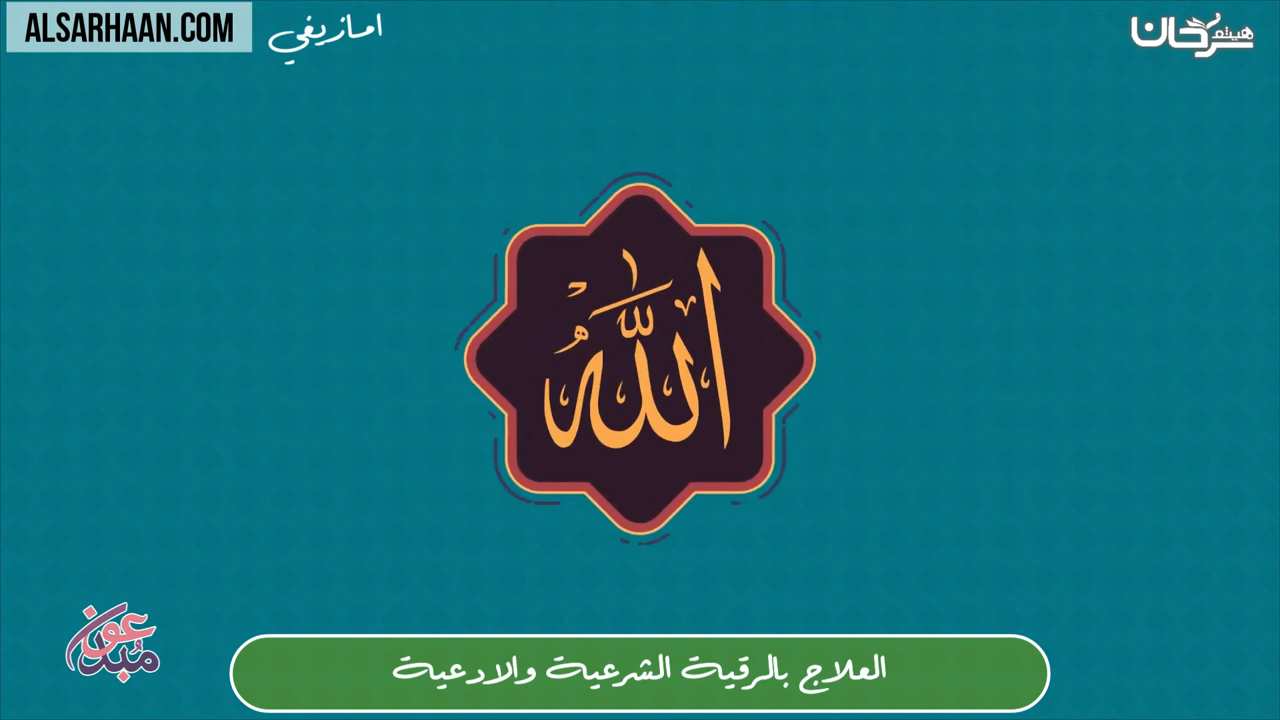 ALSARHAAN.COM
امازيغي
هيثم سرحان
الله
مبدعون
العلاج بالرقية الشرعية والادعية